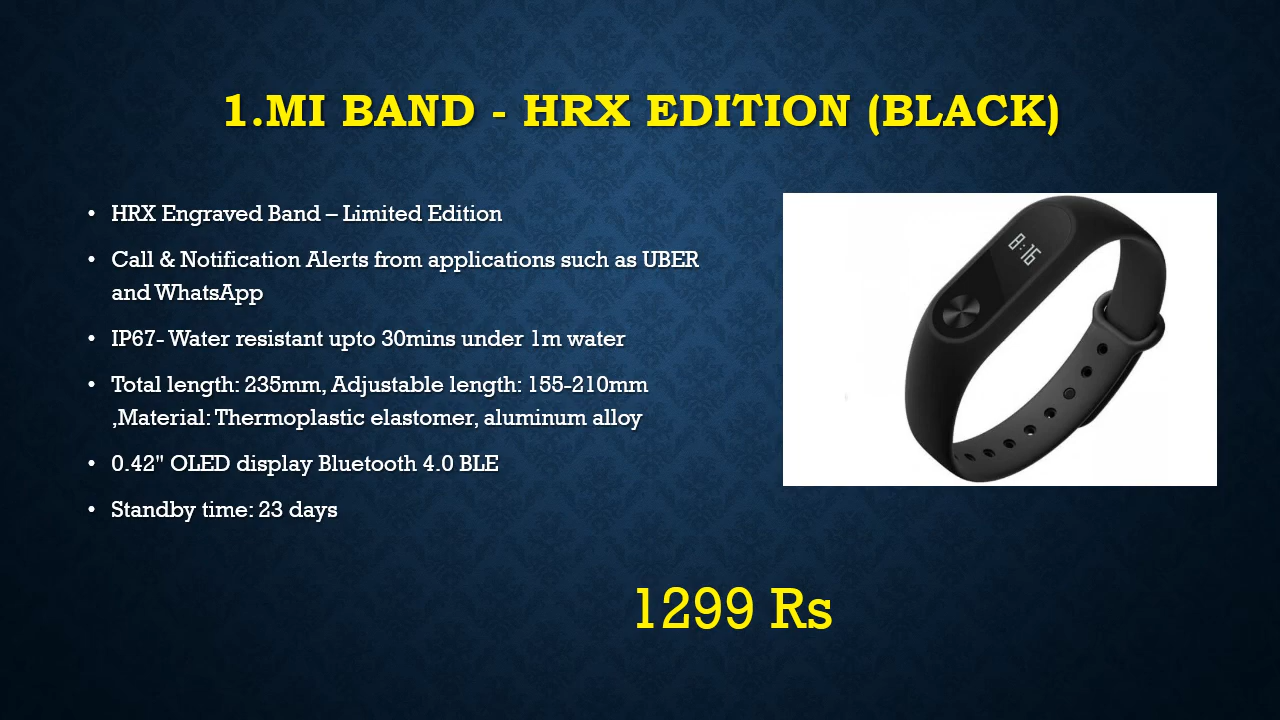 1.MI BAND - HRX EDITION (BLACK)
• HRX Engraved Band – Limited Edition
• Call & Notification Alerts from applications such as UBER
and WhatsApp
• IP67- Water resistant upto 30mins under 1m water
• Total length: 235mm, Adjustable length: 155-210mm
,Material: Thermoplastic elastomer, aluminum alloy
• 0.42" OLED display Bluetooth 4.0 BLE
• Standby time: 23 days
8:16
1299 Rs